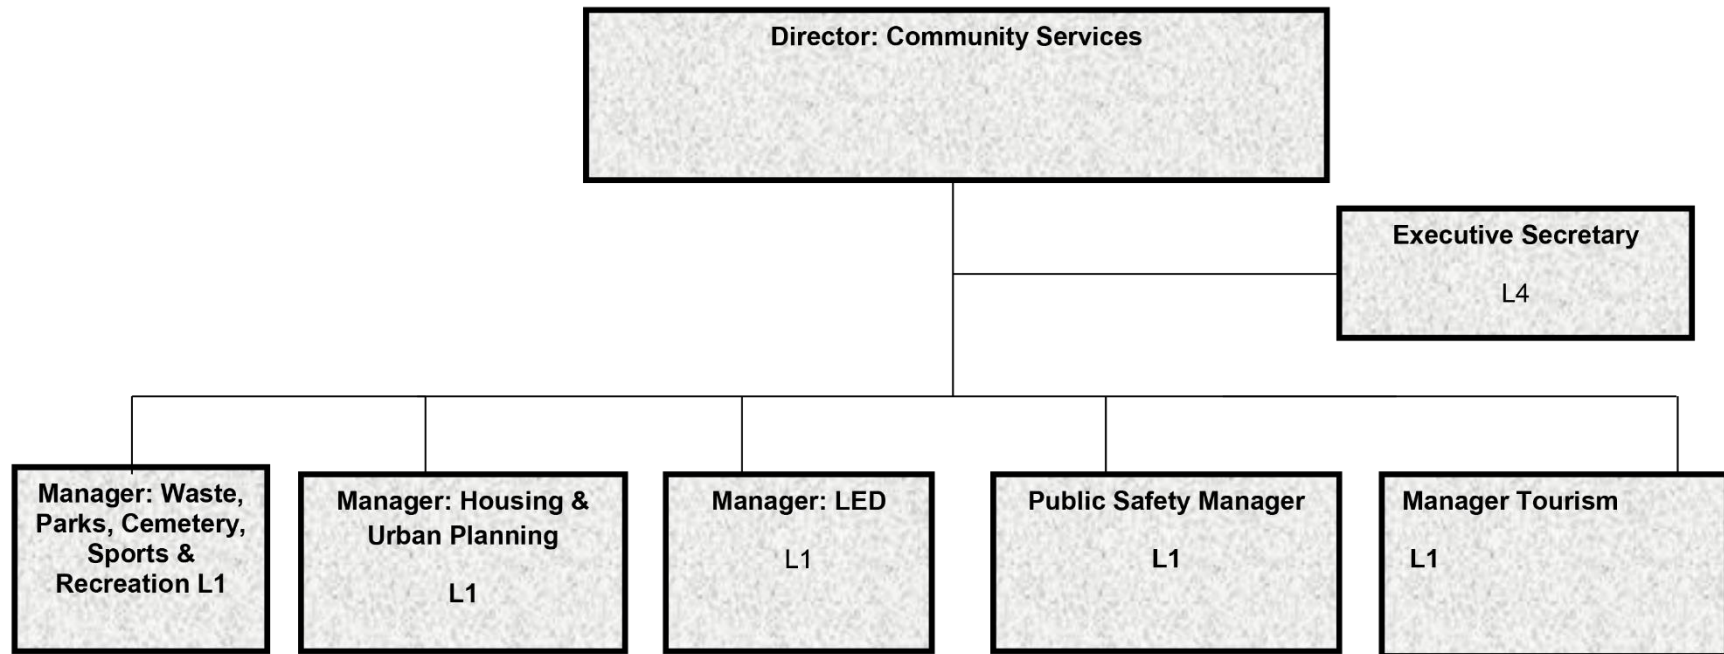 Director: Community Services
Executive Secretary
L4
Manager: Waste,
Parks, Cemetery,
Sports &
Recreation L1
Manager: Housing &
Urban Planning
L1
Manager: LED
L1
Public Safety Manager
L1
Manager Tourism
L1